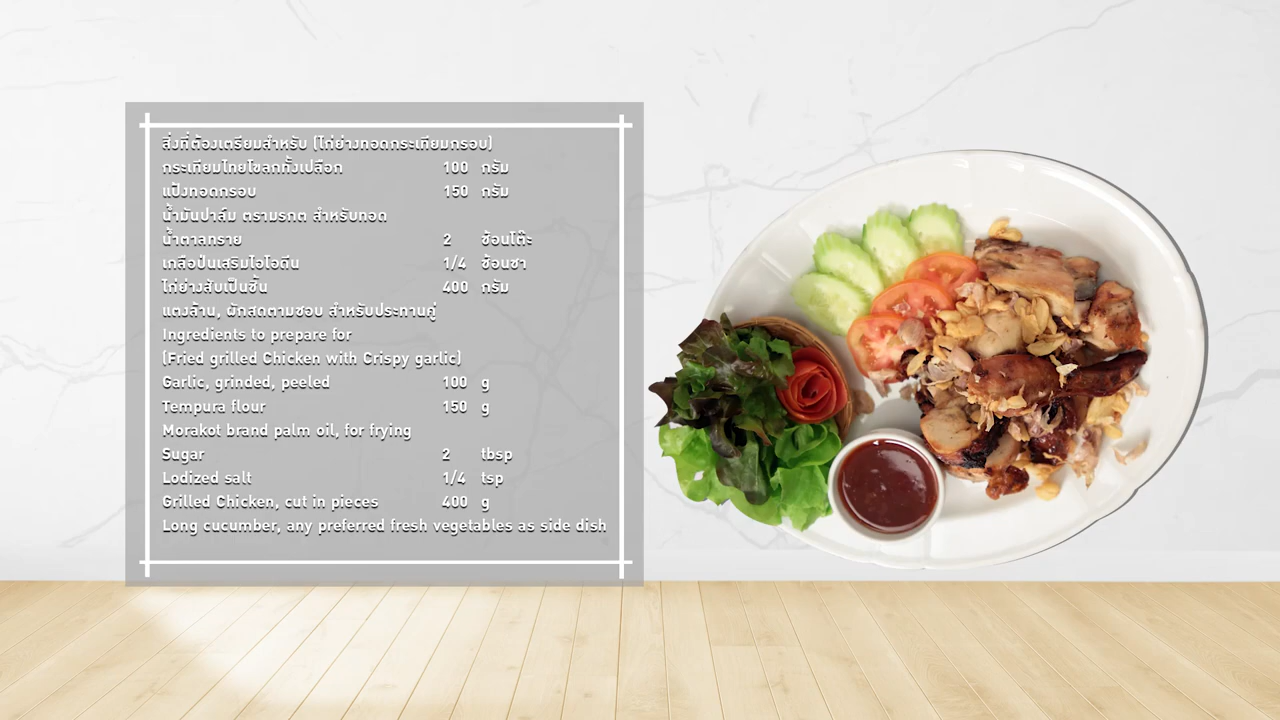 สิ่งที่ต้องเตรียมสำหรับ (ไก่ย่างทอดกระเทียมกรอบ)
กระเทียมไทยโขลกทั้งเปลือก 100 กรัม
แป้งทอดกรอบ 150 กรัม
น้ำมันปาล์ม ตรามรกต สำหรับทอด
น้ำตาลทราย 2 ช้อนโต๊ะ
เกลือป่นเสริมไอโอดีน 1/4 ช้อนชา
ไก่ย่างสับเป็นชิ้น 400 กรัม
แตงล้าน, ผักสดตามชอบ สำหรับประทานคู่
Ingredients to prepare for
(Fried grilled Chicken with Crispy garlic)
Garlic, grinded, peeled 100 g
Tempura flour 150 g
Morakot brand palm oil, for frying
Sugar 2 tbsp
Lodized salt 1/4 tsp
Grilled Chicken, cut in pieces 400 g
Long cucumber, any preferred fresh vegetables as side dish